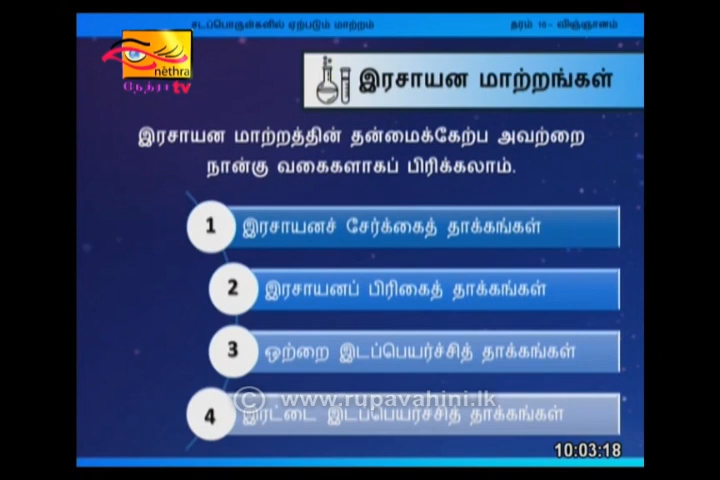 சடப்பொருள்களில் ஏற்படும் மாற்றம்
தரம் 10 - விஞ்ஞானம்
nethra
நேத்ரா tv
இரசாயன மாற்றங்கள்
இரசாயன மாற்றத்தின் தன்மைக்கேற்ப அவற்றை
நான்கு வகைகளாகப் பிரிக்கலாம்.
1 இரசாயனச் சேர்க்கைத் தாக்கங்கள்
2 இரசாயனப் பிரிகைத் தாக்கங்கள்
3 ஒற்றை இடப்பெயர்ச்சித் தாக்கங்கள்
© www.rupavahini.lk
4 இரட்டை இடப்பெயர்ச்சித் தாக்கங்கள்
10:03:18